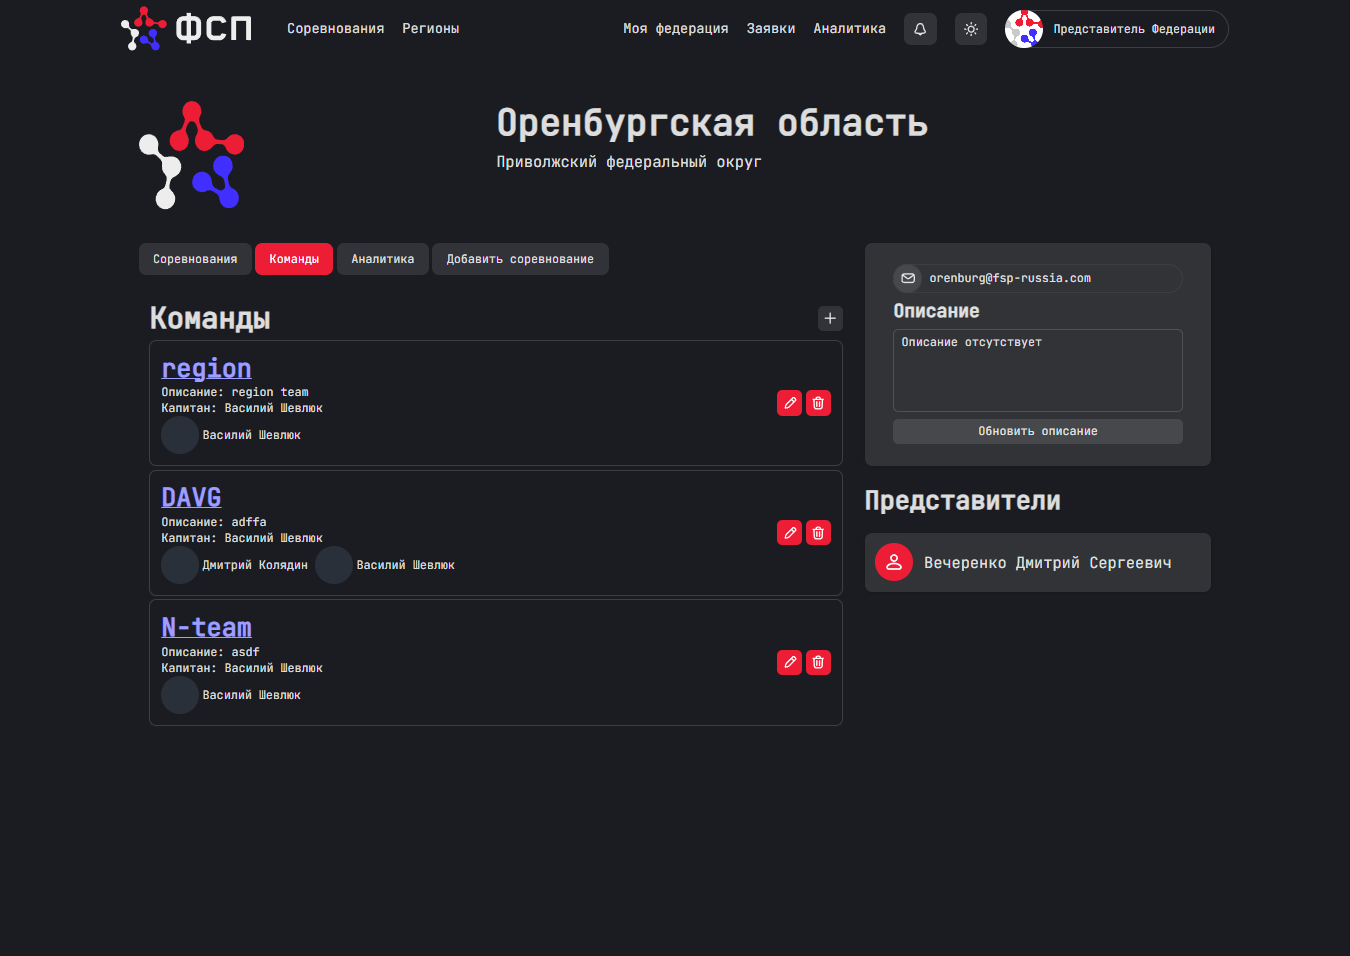 ФСП
Соревнования Регионы Моя федерация Заявки Аналитика Представитель Федерации
Оренбургская область
Приволжский федеральный округ
Соревнования Команды Аналитика Добавить соревнование
Команды
region
Описание: region team
Капитан: Василий Шевлюк
Василий Шевлюк
DAVG
Описание: adffa
Капитан: Василий Шевлюк
Дмитрий Колядин Василий Шевлюк
N-team
Описание: asdf
Капитан: Василий Шевлюк
Василий Шевлюк
orenburg@fsp-russia.com
Описание
Описание отсутствует
Обновить описание
Представители
Вечеренко Дмитрий Сергеевич